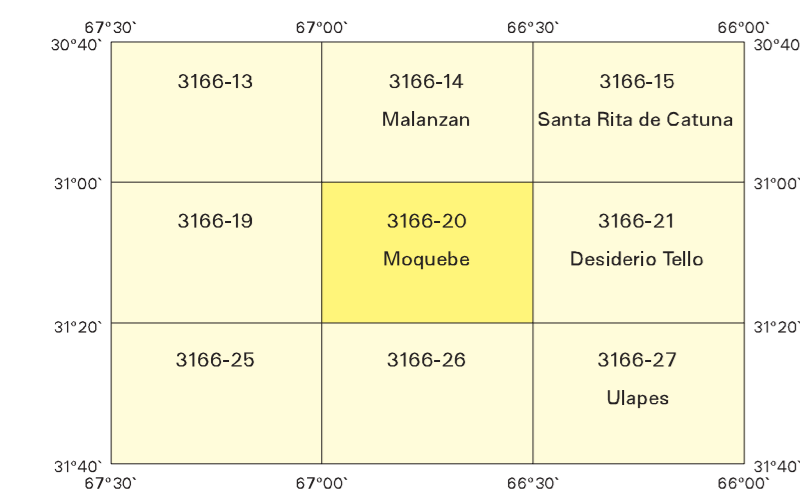 67°30` 67°00` 66°30` 66°00`
30°40` 30°40`
3166-13 3166-14 3166-15
Malanzan Santa Rita de Catuna
31°00` 31°00`
3166-19 3166-20 3166-21
Moquebe Desiderio Tello
31°20` 31°20`
3166-25 3166-26 3166-27
Ulapes
31°40` 31°40`
67°30` 67°00` 66°30` 66°00`